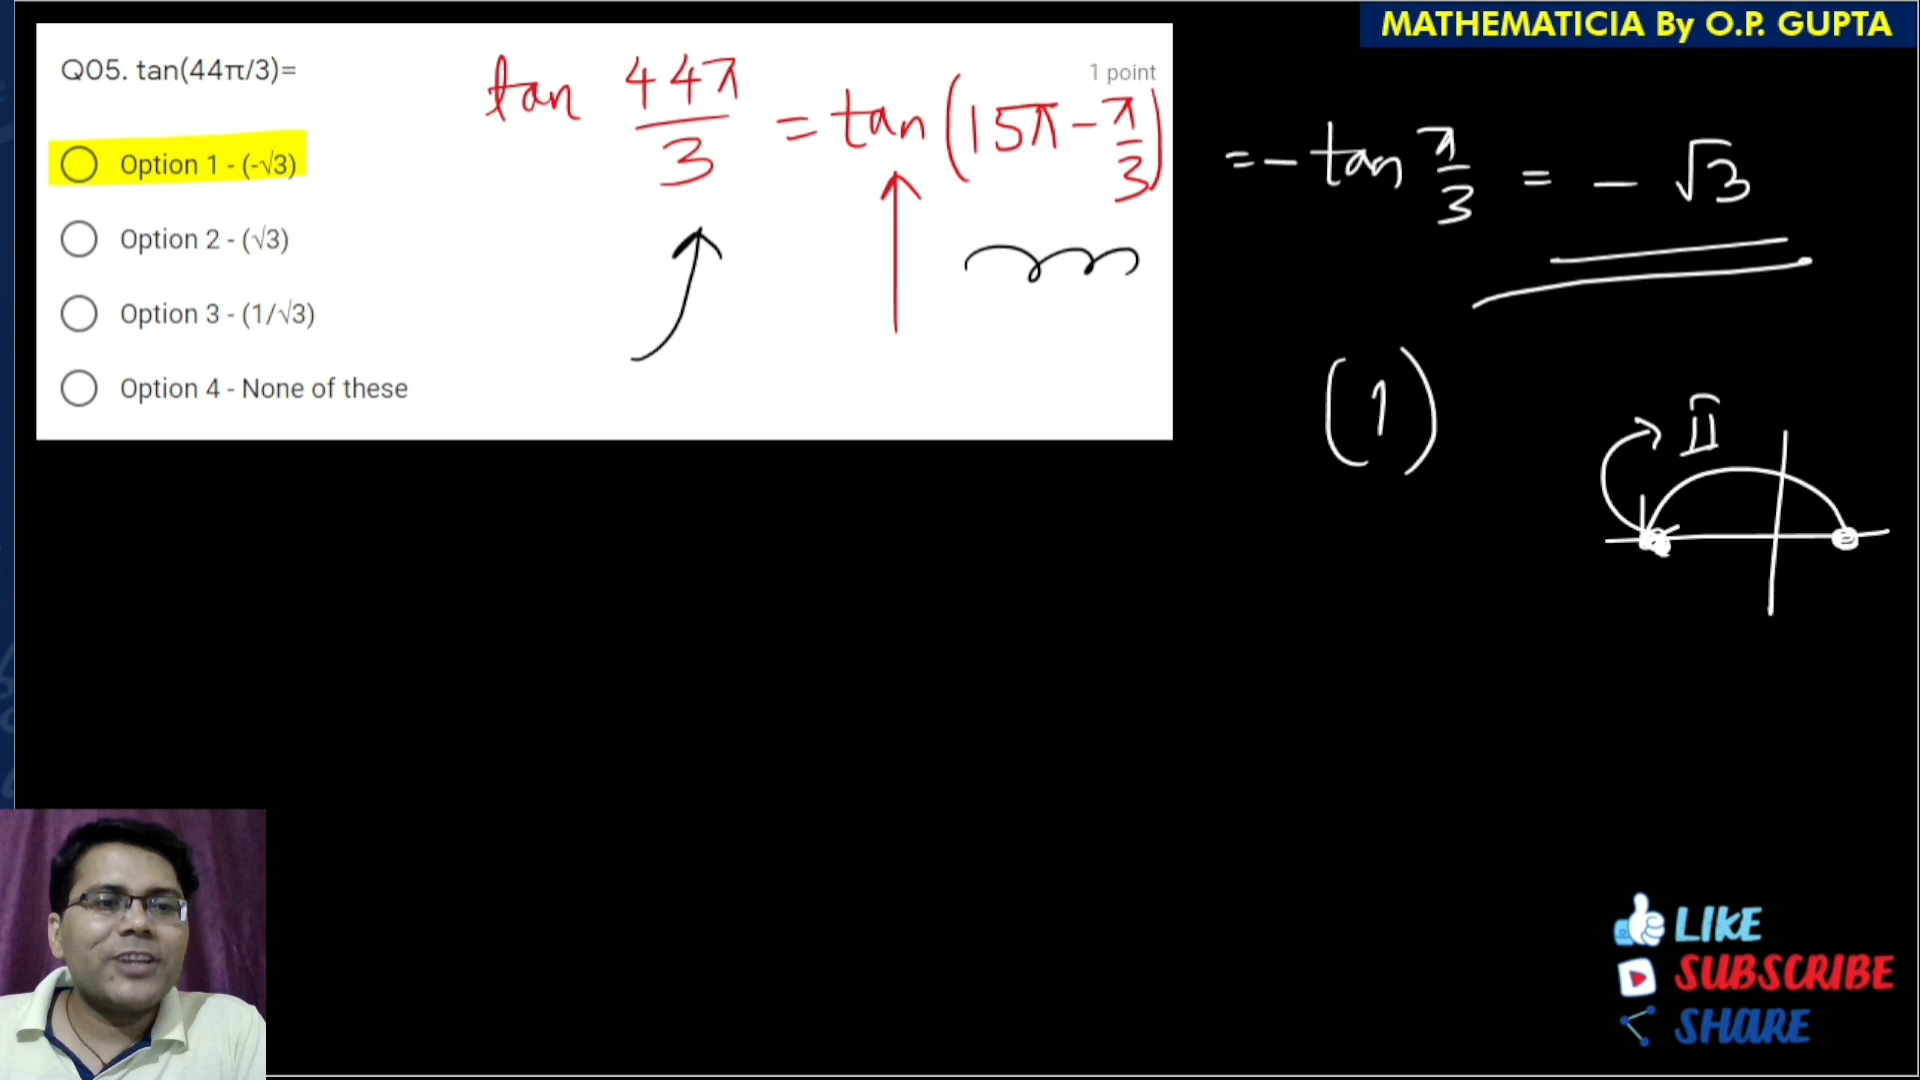 MATHEMATICIA By O.P. GUPTA
Q05. tan(44π/3)=
1 point
tan 44π/3 = tan (15π - π/3) = - tan π/3 = - √3
Option 1 - (-√3)
Option 2 - (√3)
Option 3 - (1/√3)
Option 4 - None of these
(1)
II
LIKE
SUBSCRIBE
SHARE